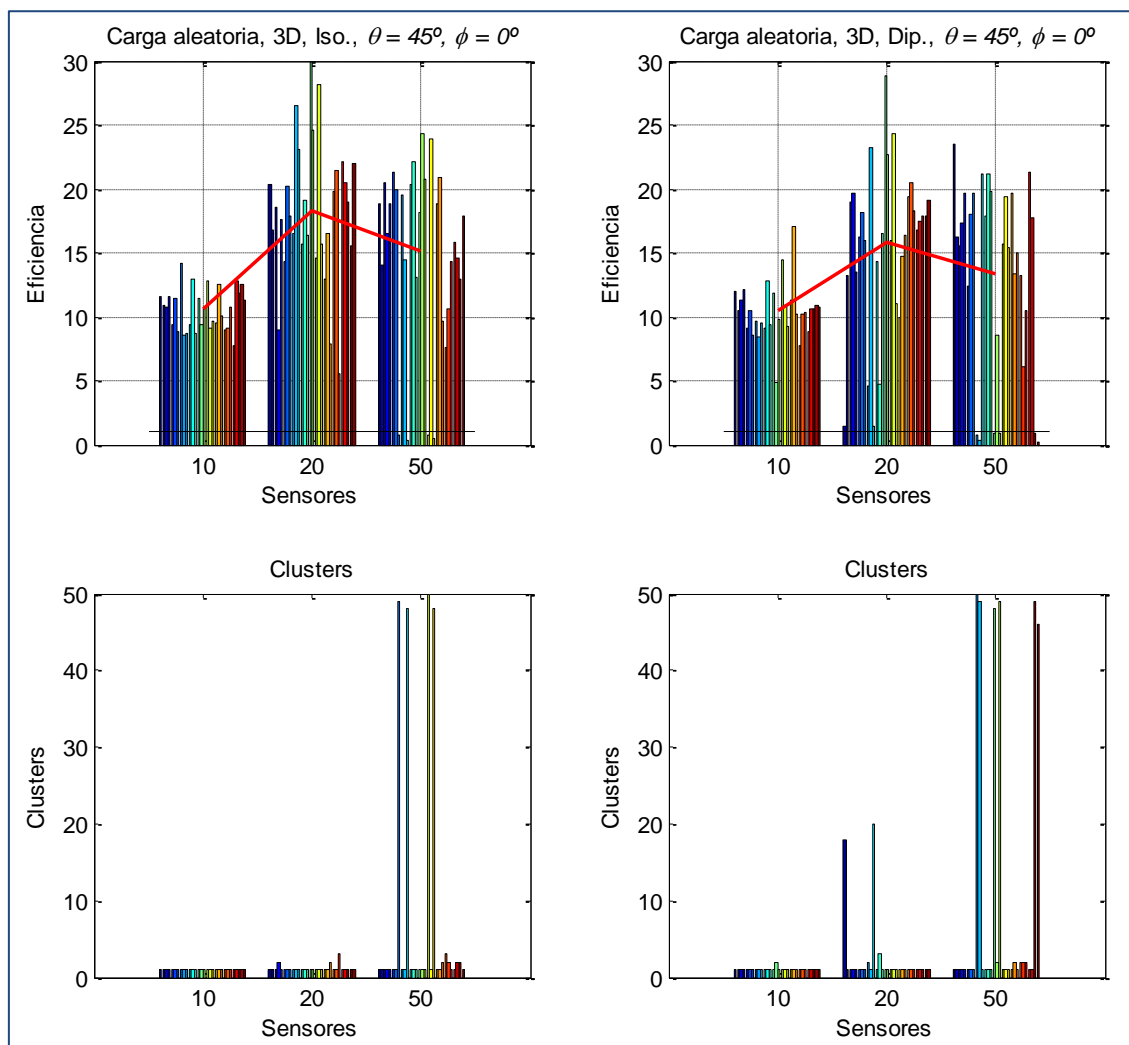 Carga aleatoria, 3D, Iso., θ = 45º, ϕ = 0º
30
25
20
15
10
5
0
Eficiencia
10 20 50
Sensores
Carga aleatoria, 3D, Dip., θ = 45º, ϕ = 0º
30
25
20
15
10
5
0
Eficiencia
10 20 50
Sensores
Clusters
50
40
30
20
10
0
Clusters
10 20 50
Sensores
Clusters
50
40
30
20
10
0
Clusters
10 20 50
Sensores